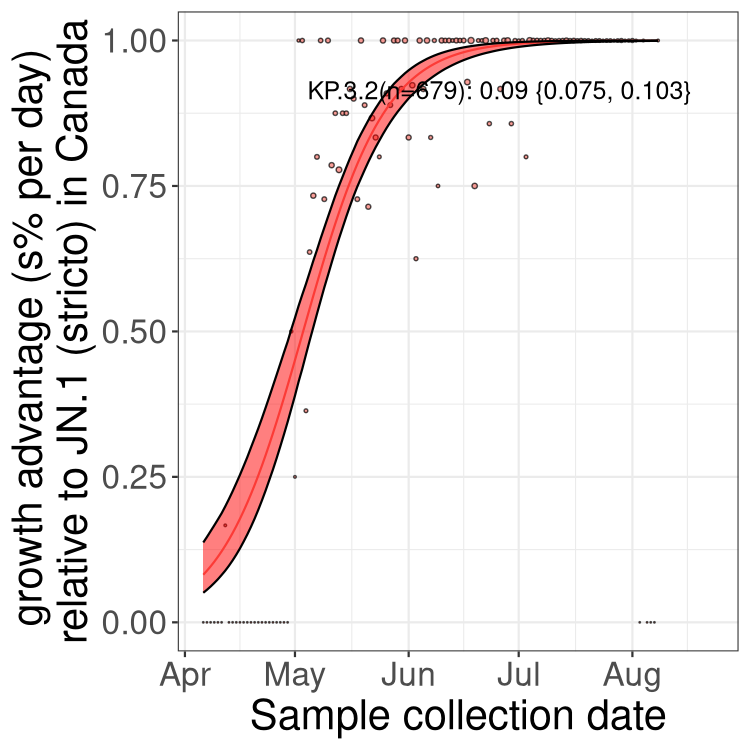 growth advantage (s% per day)
relative to JN.1 (stricto) in Canada
1.00
0.75
0.50
0.25
0.00
KP.3.2(n=679): 0.09 {0.075, 0.103}
Apr May Jun Jul Aug
Sample collection date